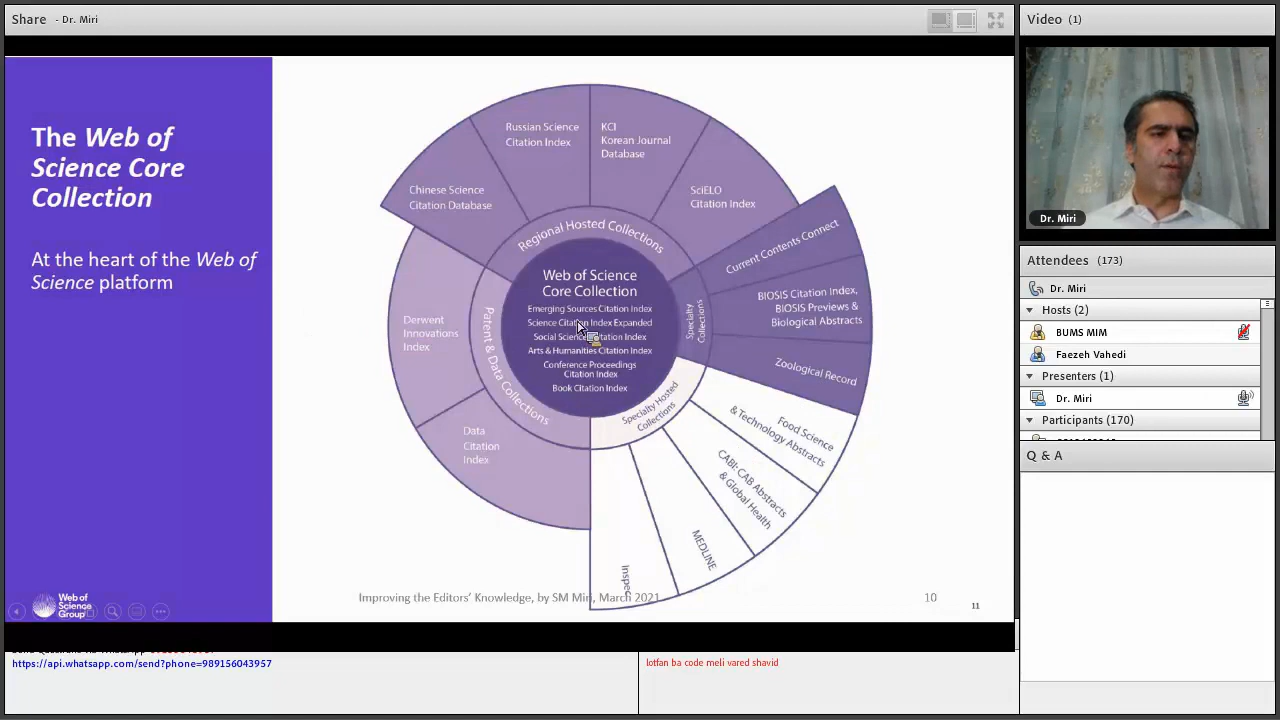 Share - Dr. Miri
The Web of
Science Core
Collection
At the heart of the Web of
Science platform
Web of
Science
Group
Russian Science
Citation Index
KCI
Korean Journal
Database
Chinese Science
Citation Database
SciELO
Citation Index
Regional Hosted Collections
Current Contents Connect
BIOSIS Citation Index,
BIOSIS Previews &
Biological Abstracts
Zoological Record
Specialty
Collections
Web of Science
Core Collection
Emerging Sources Citation Index
Science Citation Index Expanded
Social Sciences Citation Index
Arts & Humanities Citation Index
Conference Proceedings
Citation Index
Book Citation Index
Derwent
Innovations
Index
Patent & Data Collections
Data
Citation
Index
Specialty Hosted
Collections
Food Science
& Technology Abstracts
CABI: CAB Abstracts
& Global Health
MEDLINE
Inspec
Improving the Editors' Knowledge, by SM Miri, March 2021
10
11
https://api.whatsapp.com/send?phone=989156043957
lotfan ba code meli vared shavid
Video (1)
Dr. Miri
Attendees (173)
Dr. Miri
Hosts (2)
BUMS MIM
Faezeh Vahedi
Presenters (1)
Dr. Miri
Participants (170)
Q & A